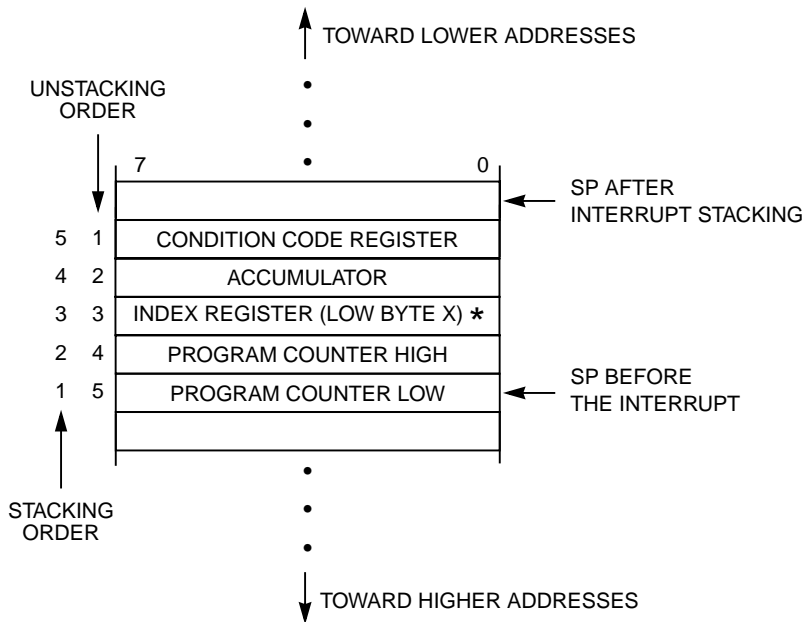 TOWARD LOWER ADDRESSES
UNSTACKING
ORDER
7 0
SP AFTER
INTERRUPT STACKING
5 1 CONDITION CODE REGISTER
4 2 ACCUMULATOR
3 3 INDEX REGISTER (LOW BYTE X) *
2 4 PROGRAM COUNTER HIGH
1 5 PROGRAM COUNTER LOW
SP BEFORE
THE INTERRUPT
STACKING
ORDER
TOWARD HIGHER ADDRESSES